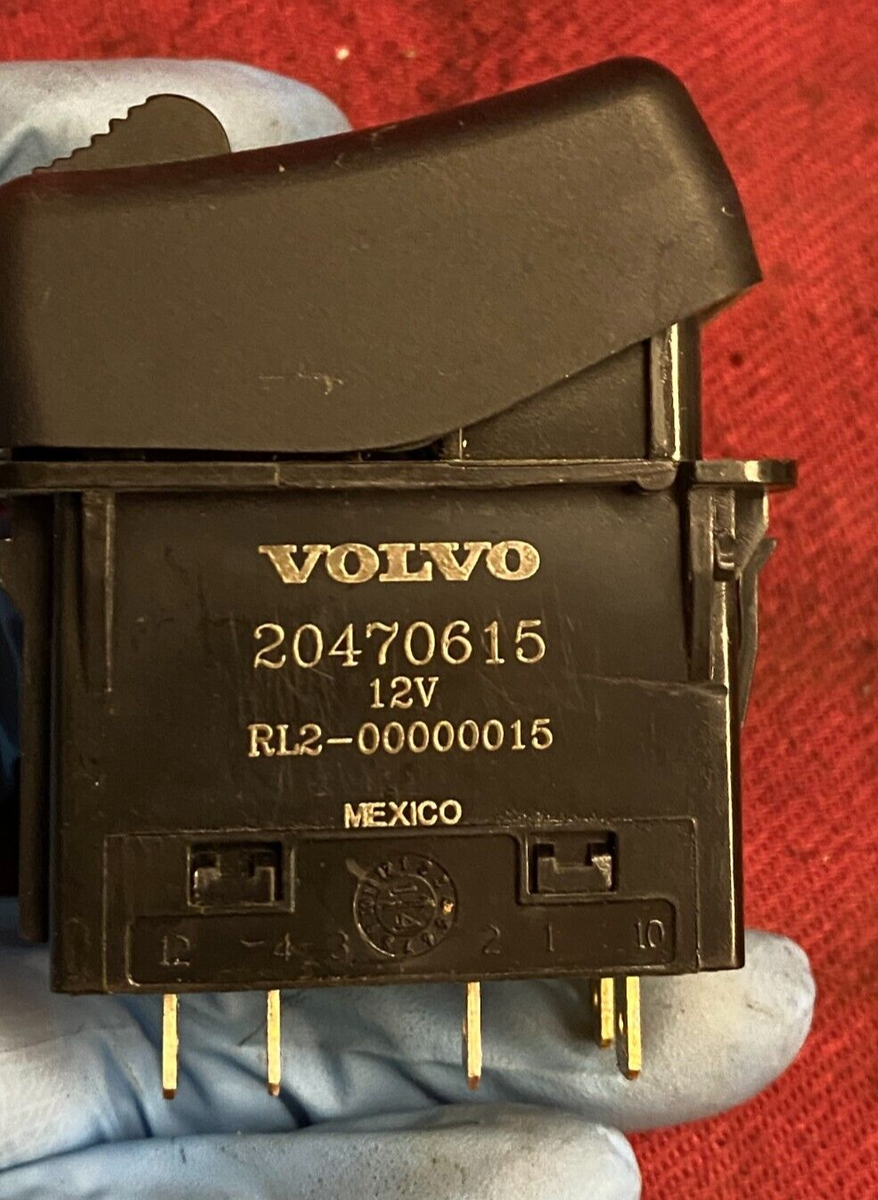 VOLVO
20470615
12V
RL2-00000015
MEXICO
12 4 3 2 1 10